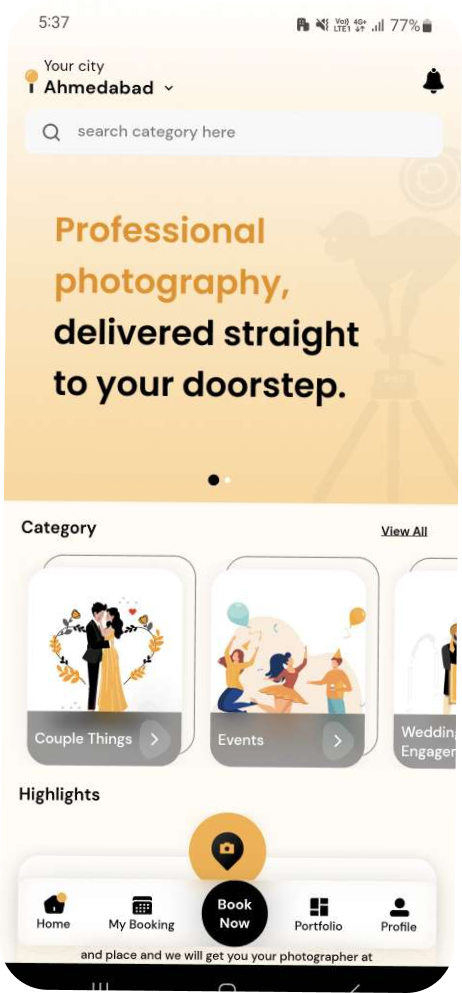 5:37
Vo)) 4G+
LTE1
77%
Your city
Ahmedabad
search category here
Professional
photography,
delivered straight
to your doorstep.
Category
View All
Couple Things
Events
Wedding
Engager
Highlights
Book
Now
Home
My Booking
Portfolio
Profile
and place and we will get you your photographer at